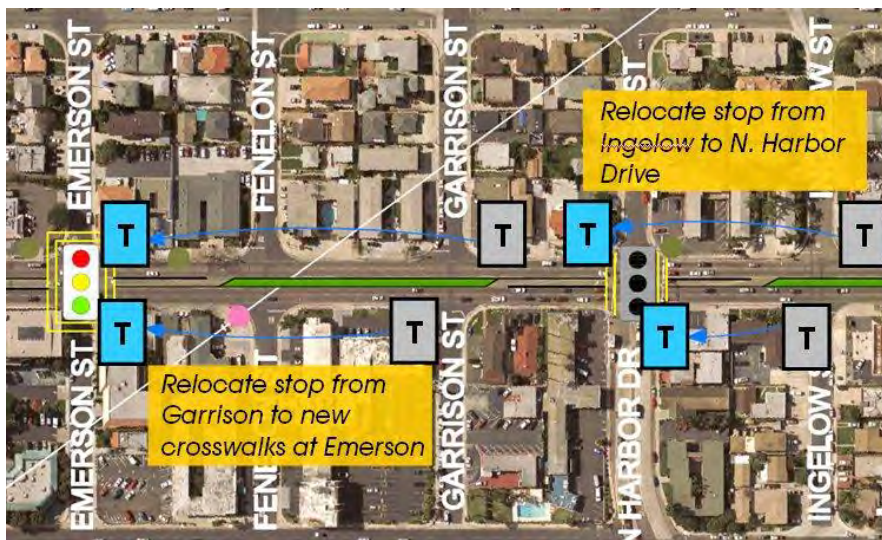 EMERSON ST
FENELON ST
GARRISON ST
ST
W ST
Relocate stop from
Ingelow to N. Harbor
Drive
T
T
T
T
T
T
T
T
Relocate stop from
Garrison to new
crosswalks at Emerson
EMERSON ST
GARRISON ST
N HARBOR DR.
INGELOW S